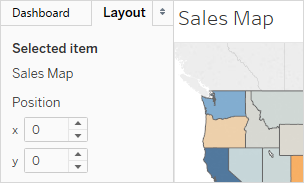 Dashboard Layout
Sales Map
Selected item
Sales Map
Position
x 0
y 0